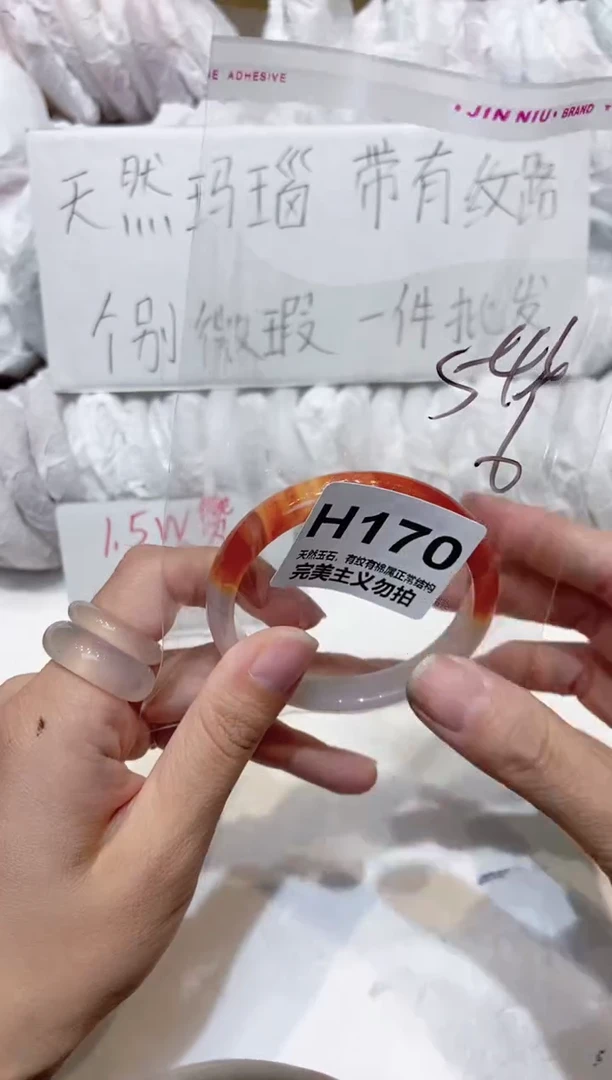 E ADHESIVE
• JIN NIU • BRAND
天然玛瑙 带有纹路
个别微瑕 一件批发
1.5W
H170
天然玉石，有纹有棉属正常结构
完美主义勿拍